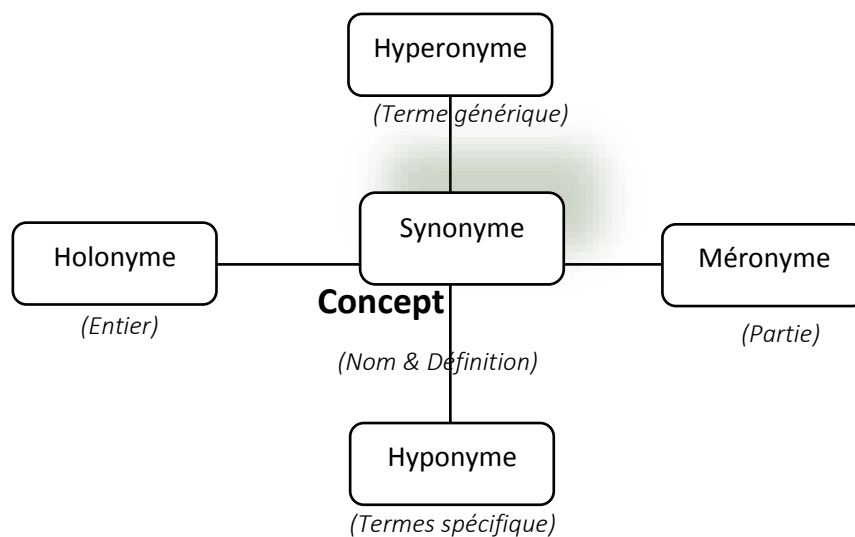 Hyperonyme
(Terme générique)
Synonyme
Holonyme
Méronyme
Concept
(Entier)
(Partie)
(Nom & Définition)
Hyponyme
(Termes spécifique)